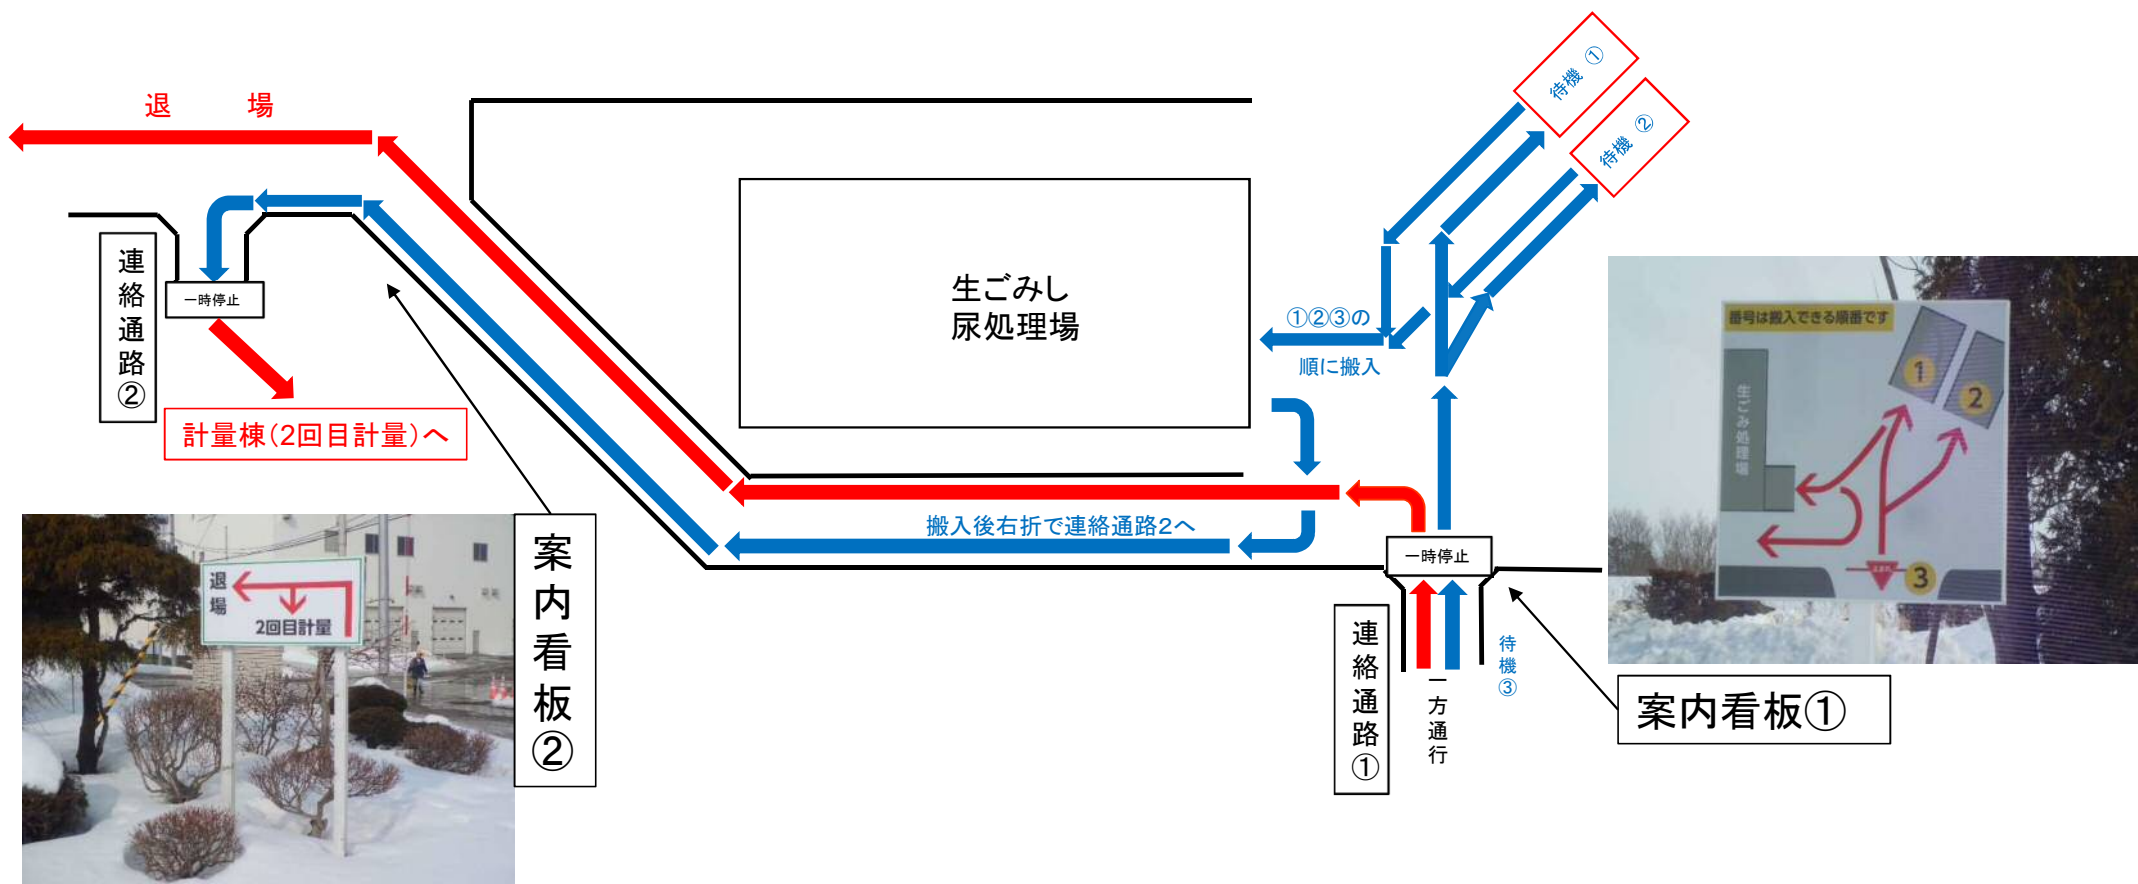 退　場
連絡通路②
一時停止
計量棟（2回目計量）へ
生ごみし
尿処理場
待機 ①
待機 ②
①②③の
順に搬入
搬入後右折で連絡通路2へ
一時停止
連絡通路①
一方通行
待機③
案内看板①
案内看板②
退場
2回目計量
番号は搬入できる順番です
1
2
生ごみ処理場
3